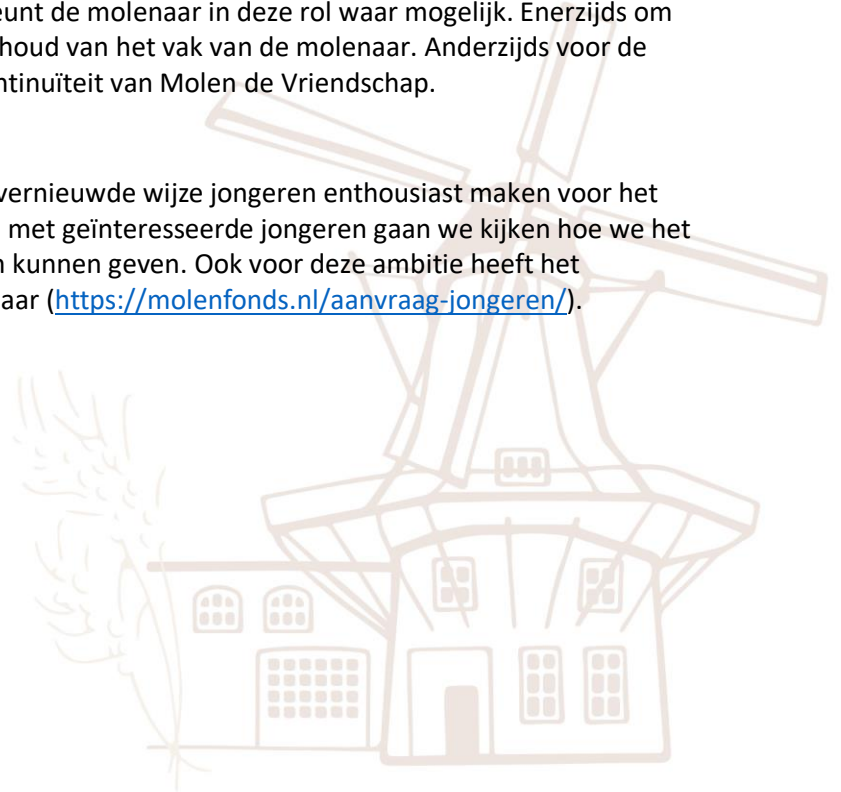 eunt de molenaar in deze rol waar mogelijk. Enerzijds om
houd van het vak van de molenaar. Anderzijds voor de
ntinuïteit van Molen de Vriendschap.
vernieuwde wijze jongeren enthousiast maken voor het
met geïnteresseerde jongeren gaan we kijken hoe we het
n kunnen geven. Ook voor deze ambitie heeft het
aar (https://molenfonds.nl/aanvraag-jongeren/).